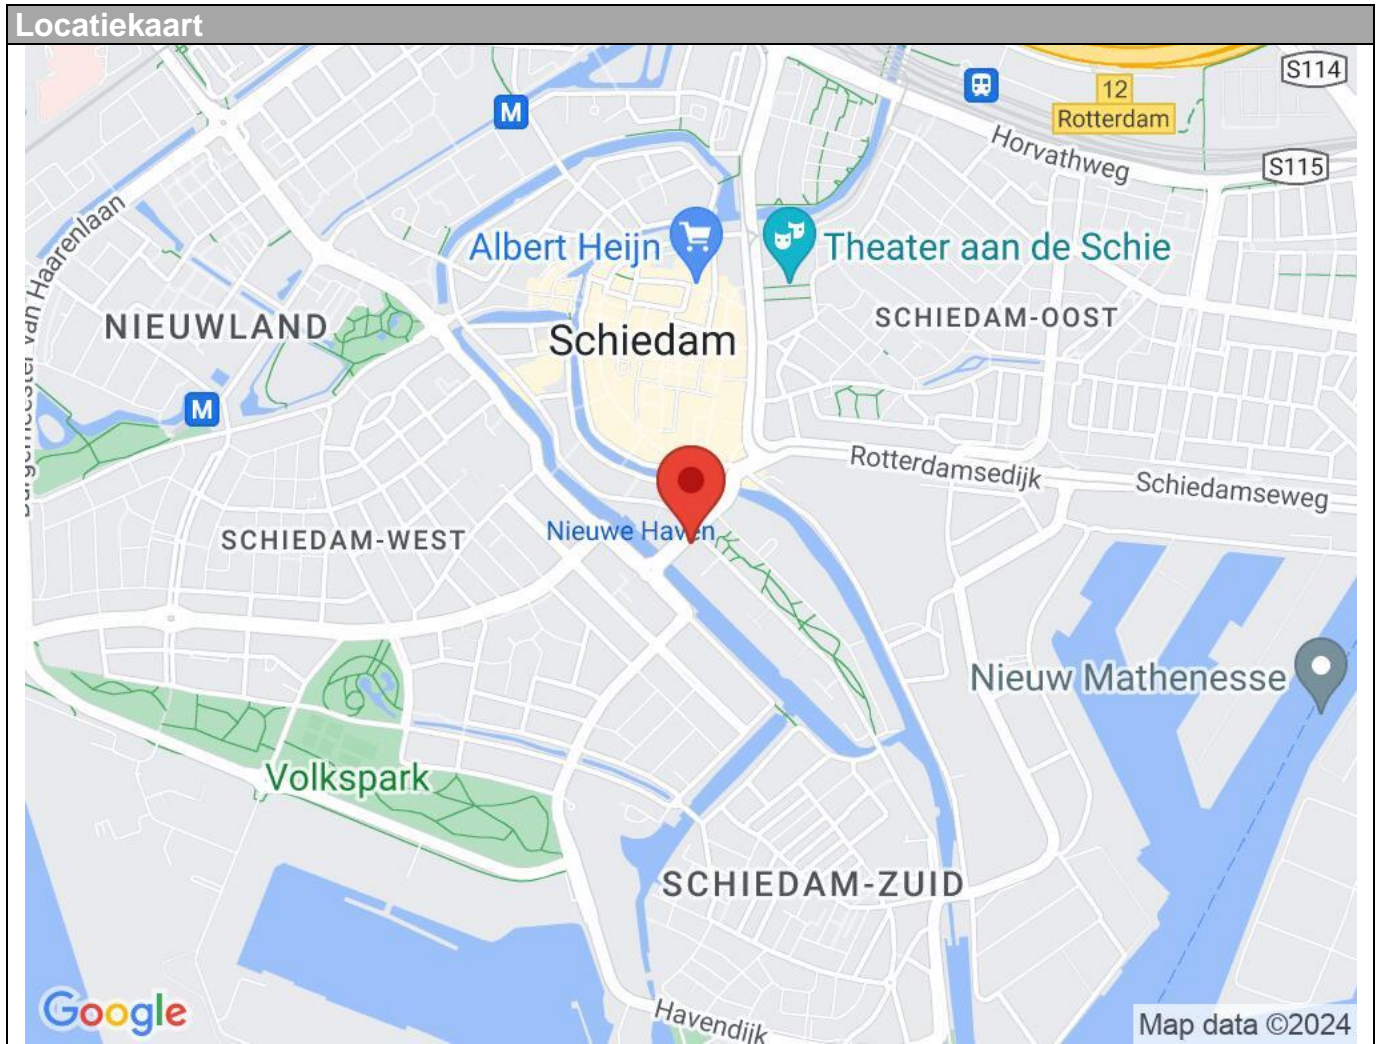 Locatiekaart
S114
M
12
Rotterdam
Horvathweg
S115
Burgemeester van Haarenlaan
Albert Heijn
Theater aan de Schie
NIEUWLAND
SCHIEDAM-OOST
Schiedam
M
Rotterdamsedijk
Schiedamseweg
SCHIEDAM-WEST
Nieuwe Haven
Nieuw Mathenesse
Volkspark
SCHIEDAM-ZUID
Google
Havendijk
Map data ©2024